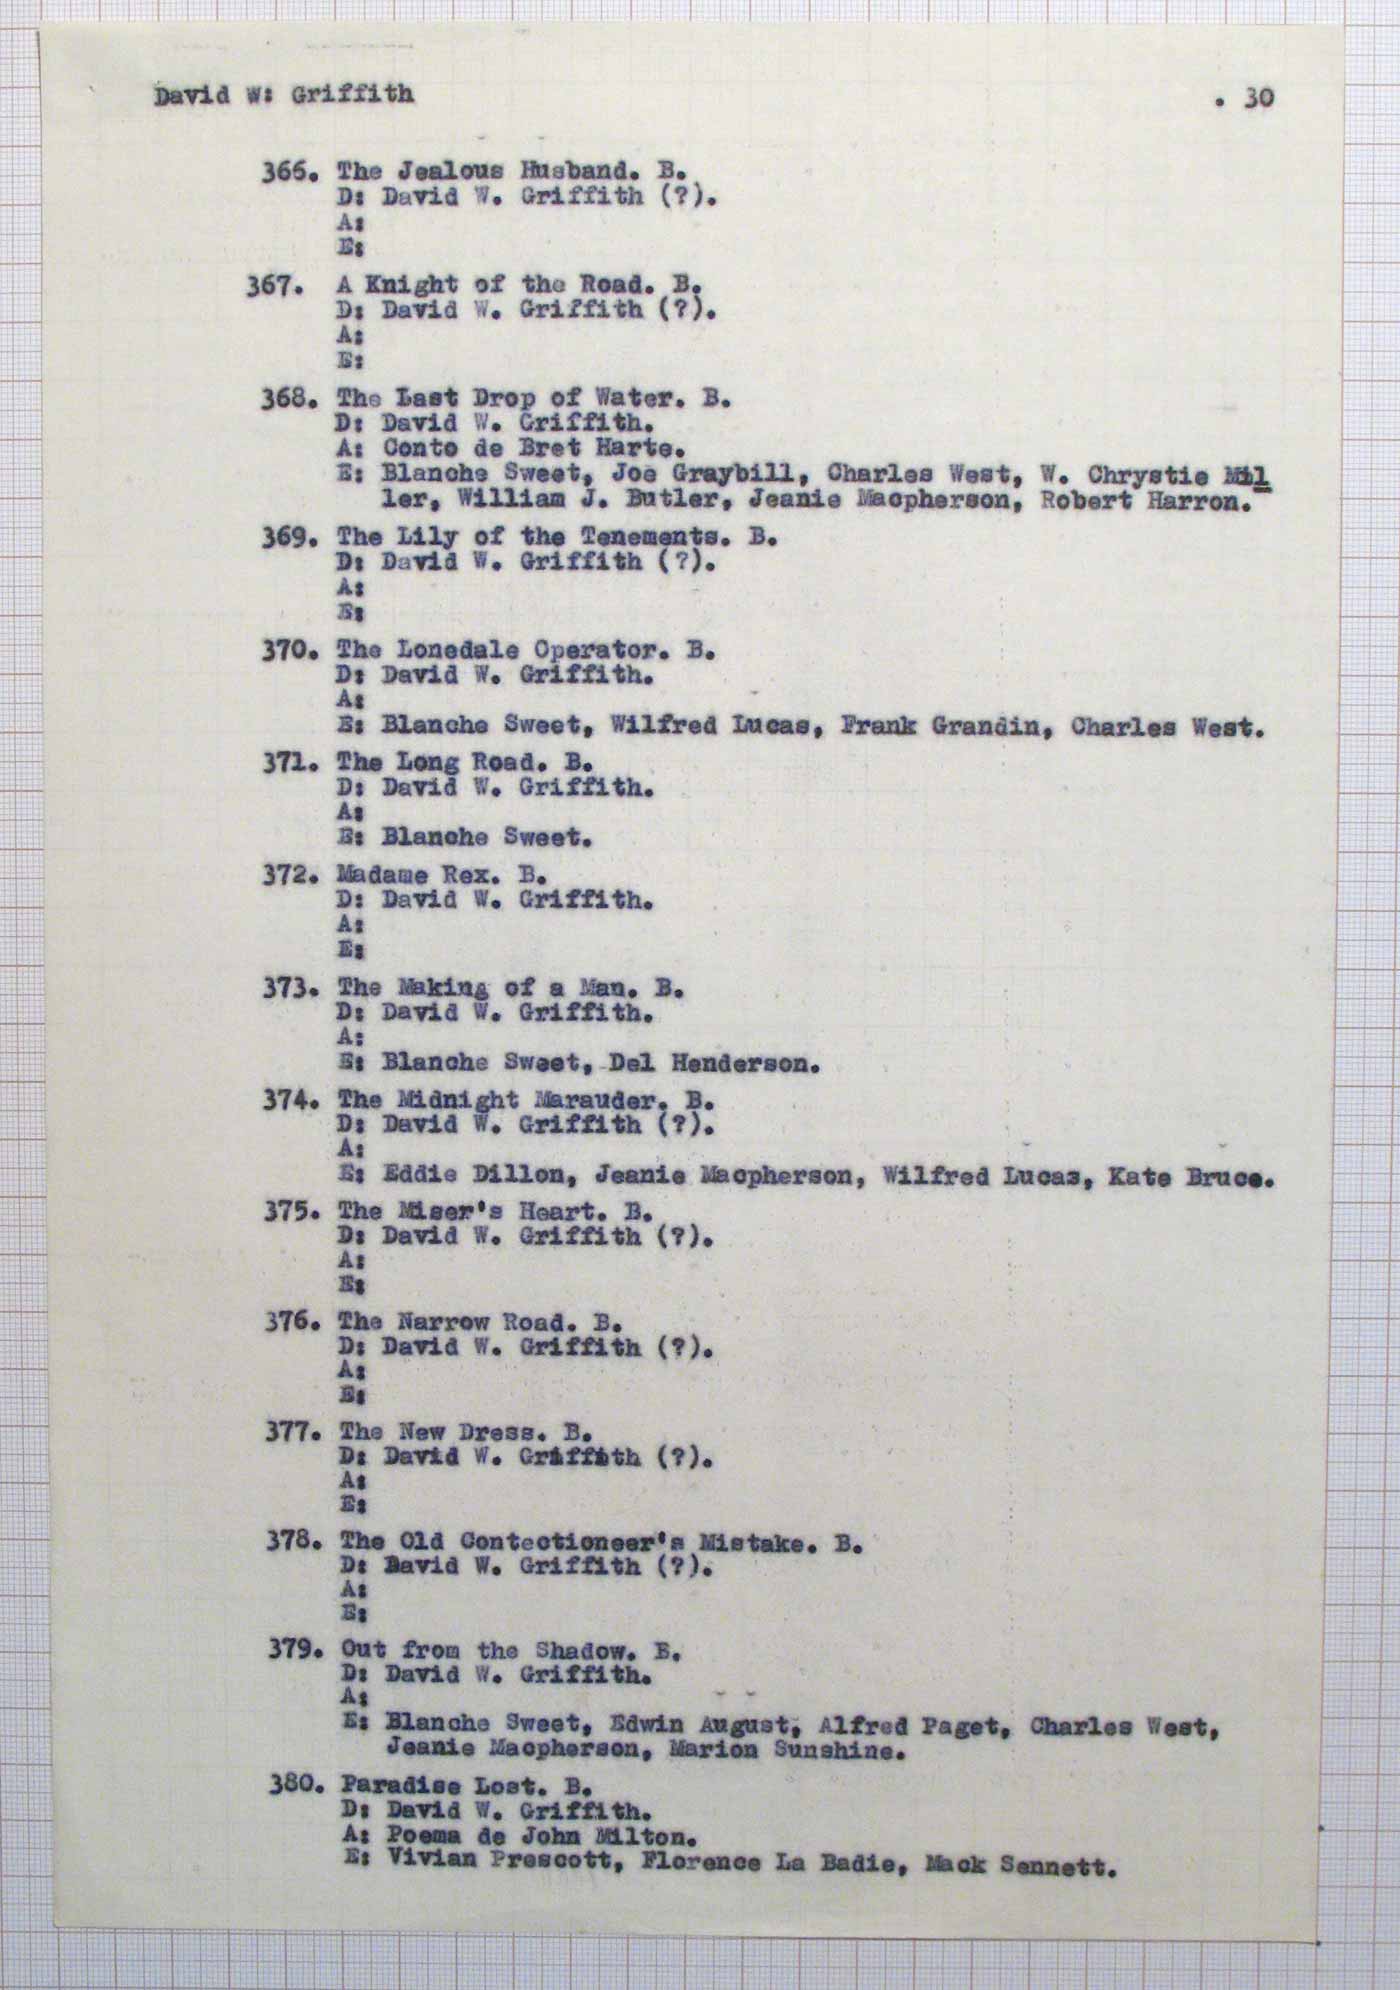 David W: Griffith . 30
366. The Jealous Husband. B.
D: David W. Griffith (?).
A:
E:
367. A Knight of the Road. B.
D: David W. Griffith (?).
A:
E:
368. The Last Drop of Water. B.
D: David W. Griffith.
A: Conto de Bret Harte.
E: Blanche Sweet, Joe Graybill, Charles West, W. Chrystie Mil
ler, William J. Butler, Jeanie Macpherson, Robert Harron.
369. The Lily of the Tenements. B.
D: David W. Griffith (?).
A:
E:
370. The Lonedale Operator. B.
D: David W. Griffith.
A:
E: Blanche Sweet, Wilfred Lucas, Frank Grandin, Charles West.
371. The Long Road. B.
D: David W. Griffith.
A:
E: Blanche Sweet.
372. Madame Rex. B.
D: David W. Griffith.
A:
E:
373. The Making of a Man. B.
D: David W. Griffith.
A:
E: Blanche Sweet, Del Henderson.
374. The Midnight Marauder. B.
D: David W. Griffith (?).
A:
E: Eddie Dillon, Jeanie Macpherson, Wilfred Lucas, Kate Bruce.
375. The Miser's Heart. B.
D: David W. Griffith (?).
A:
E:
376. The Narrow Road. B.
D: David W. Griffith (?).
A:
E:
377. The New Dress. B.
D: David W. Griffith (?).
A:
E:
378. The Old Contectioneer's Mistake. B.
D: David W. Griffith (?).
A:
E:
379. Out from the Shadow. B.
D: David W. Griffith.
A:
E: Blanche Sweet, Edwin August, Alfred Paget, Charles West,
Jeanie Macpherson, Marion Sunshine.
380. Paradise Lost. B.
D: David W. Griffith.
A: Poema de John Milton.
E: Vivian Prescott, Florence La Badie, Mack Sennett.